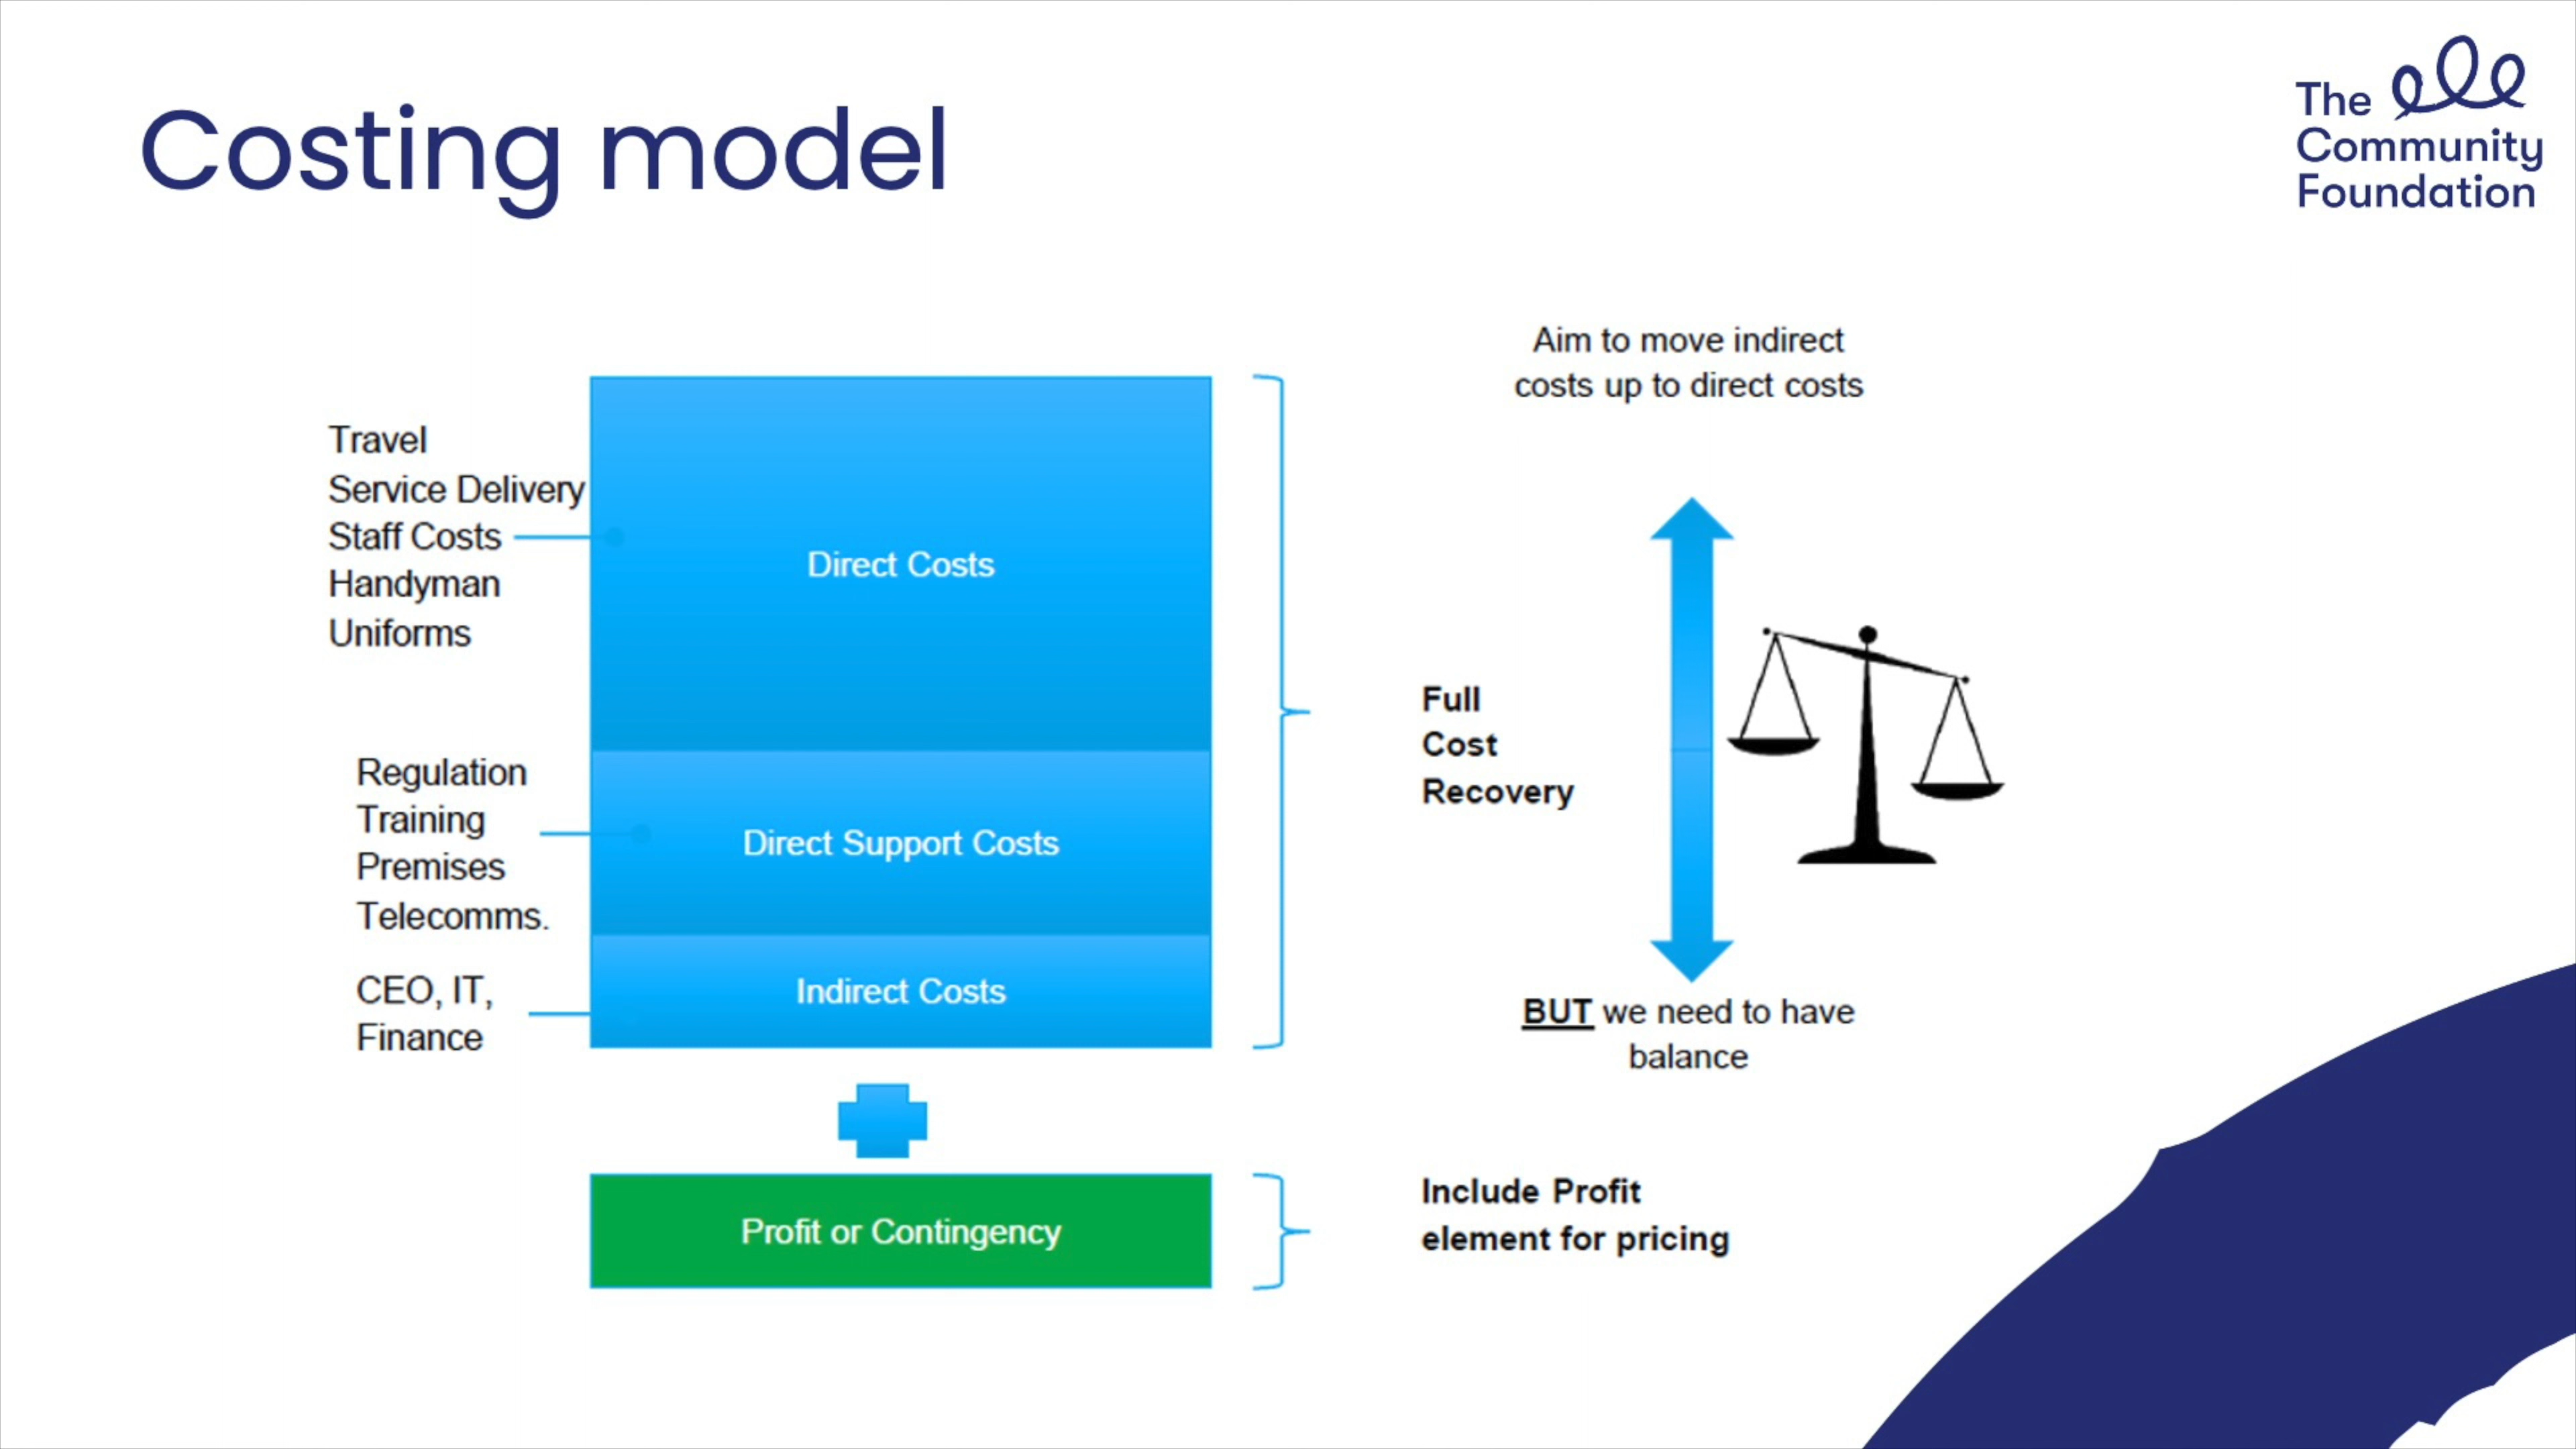 Costing model
The
Community
Foundation
Travel
Service Delivery
Staff Costs
Handyman
Uniforms
Direct Costs
Regulation
Training
Premises
Telecomms.
Direct Support Costs
CEO, IT,
Finance
Indirect Costs
Profit or Contingency
Aim to move indirect
costs up to direct costs
Full
Cost
Recovery
BUT we need to have
balance
Include Profit
element for pricing